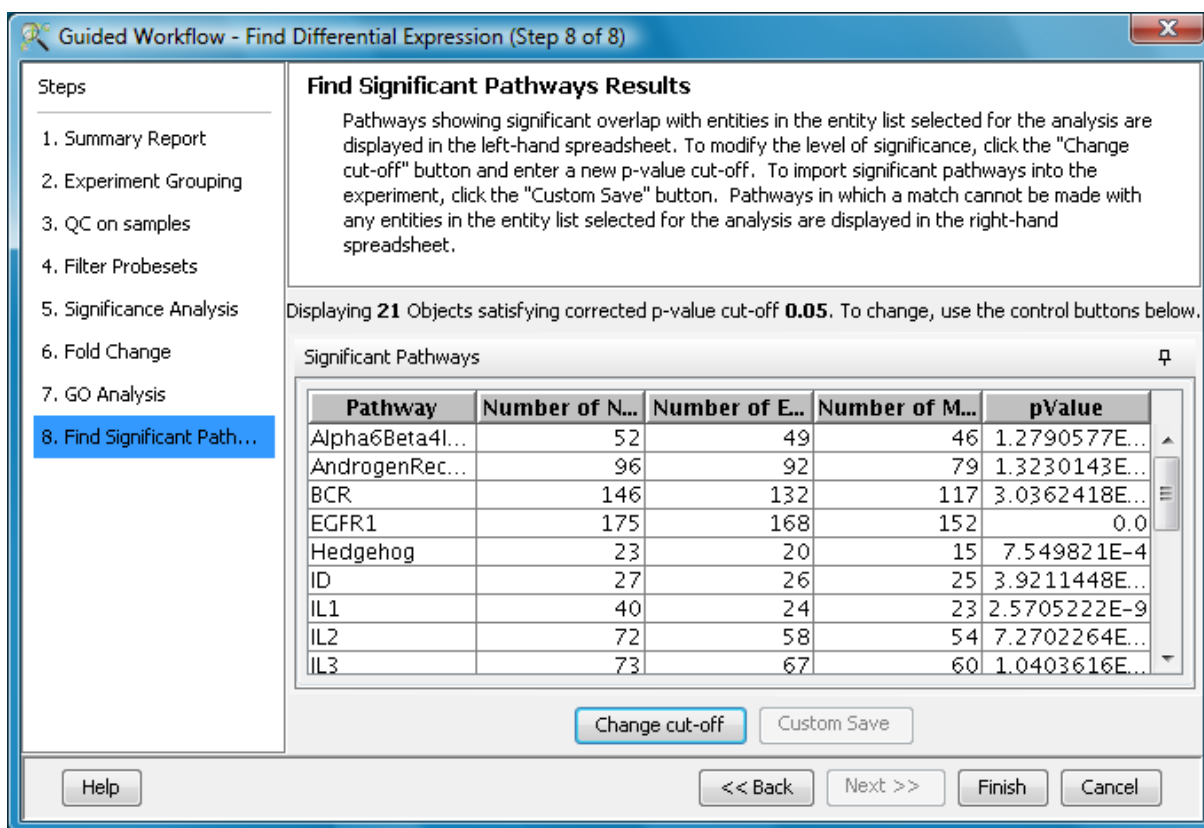 Guided Workflow - Find Differential Expression (Step 8 of 8)
Steps
1. Summary Report
2. Experiment Grouping
3. QC on samples
4. Filter Probesets
5. Significance Analysis
6. Fold Change
7. GO Analysis
8. Find Significant Path...
Find Significant Pathways Results
Pathways showing significant overlap with entities in the entity list selected for the analysis are
displayed in the left-hand spreadsheet. To modify the level of significance, click the "Change
cut-off" button and enter a new p-value cut-off. To import significant pathways into the
experiment, click the "Custom Save" button. Pathways in which a match cannot be made with
any entities in the entity list selected for the analysis are displayed in the right-hand
spreadsheet.
Displaying 21 Objects satisfying corrected p-value cut-off 0.05. To change, use the control buttons below.
Significant Pathways
Pathway Number of N... Number of E... Number of M... pValue
Alpha6Beta4I... 52 49 46 1.2790577E...
AndrogenRec... 96 92 79 1.3230143E...
BCR 146 132 117 3.0362418E...
EGFR1 175 168 152 0.0
Hedgehog 23 20 15 7.549821E-4
ID 27 26 25 3.9211448E...
IL1 40 24 23 2.5705222E-9
IL2 72 58 54 7.2702264E...
IL3 73 67 60 1.0403616E...
Change cut-off Custom Save
Help << Back Next >> Finish Cancel